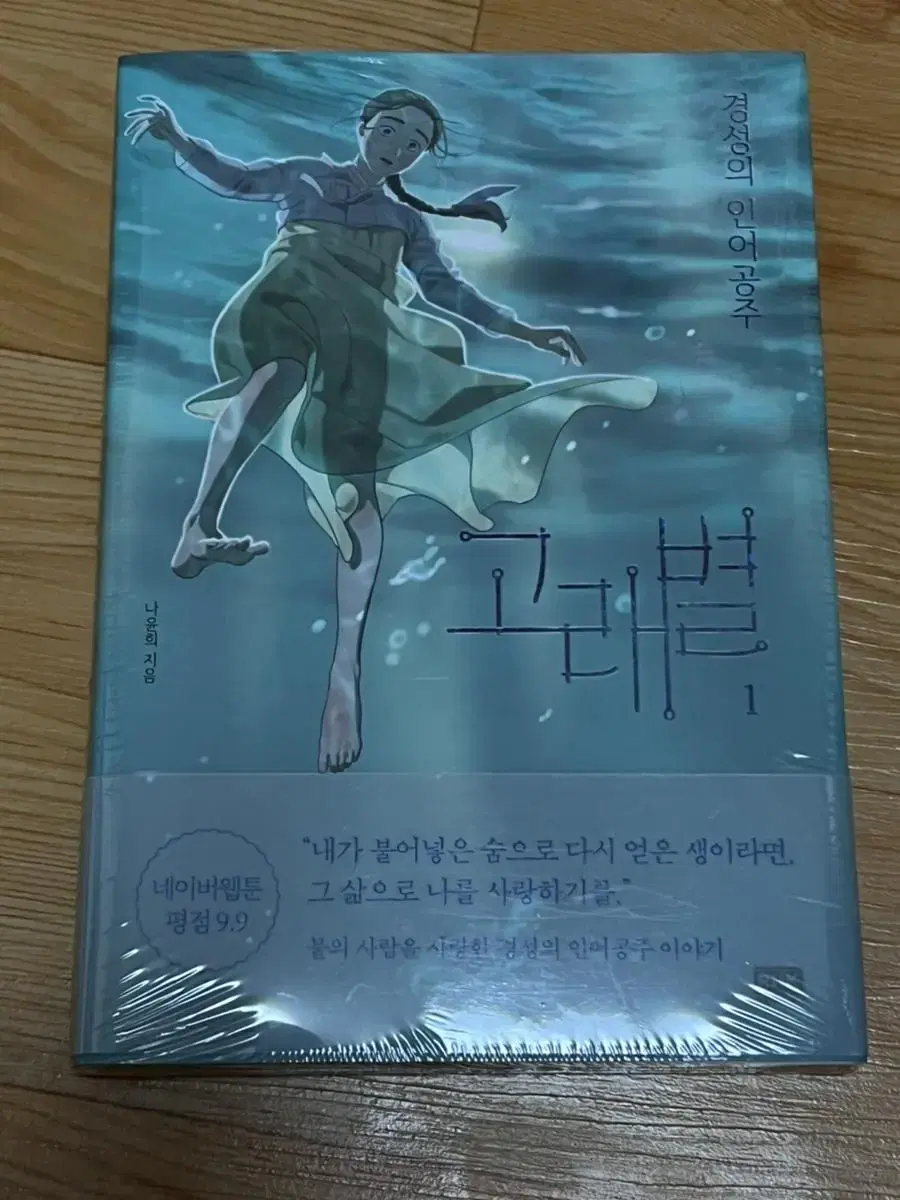 경성의 인어공주
고래별
1
나윤희 지음
네이버웹툰
평점 9.9
"내가 불어넣은 숨으로 다시 얻은 생이라면,
그 삶으로 나를 사랑하기를,"
뭍의 사람을 사랑한 경성의 인어공주 이야기